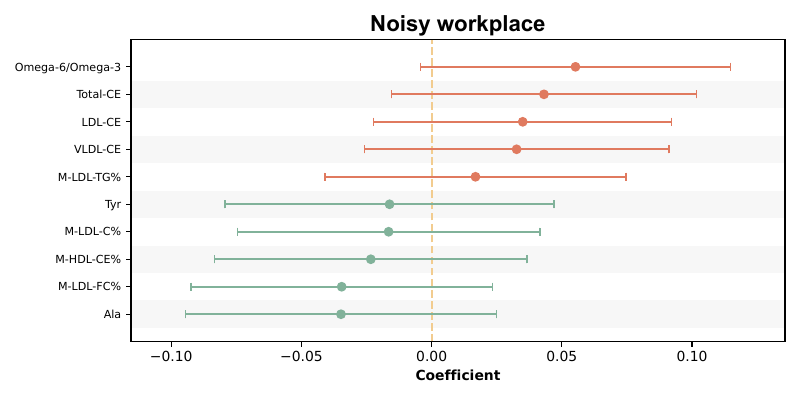 Noisy workplace
Omega-6/Omega-3
Total-CE
LDL-CE
VLDL-CE
M-LDL-TG%
Tyr
M-LDL-C%
M-HDL-CE%
M-LDL-FC%
Ala
−0.10 −0.05 0.00 0.05 0.10
Coefficient